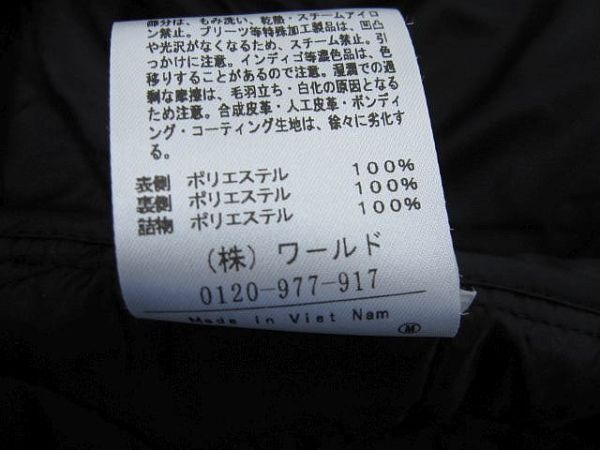 部分は、もみ洗い、乾燥・スチームアイロ
ン禁止。プリーツ等特殊加工製品は、凹凸
や光沢がなくなるため、スチーム禁止。引
っかけに注意。インディゴ等濃色品は、色
移りすることがあるので注意。湿潤での過
剰な摩擦は、毛羽立ち・白化の原因となる
ため注意。合成皮革・人工皮革・ボンディ
ング・コーティング生地は、徐々に劣化す
る。
表側 ポリエステル 100%
裏側 ポリエステル 100%
詰物 ポリエステル 100%
(株) ワールド
0120-977-917
Made in Viet Nam M